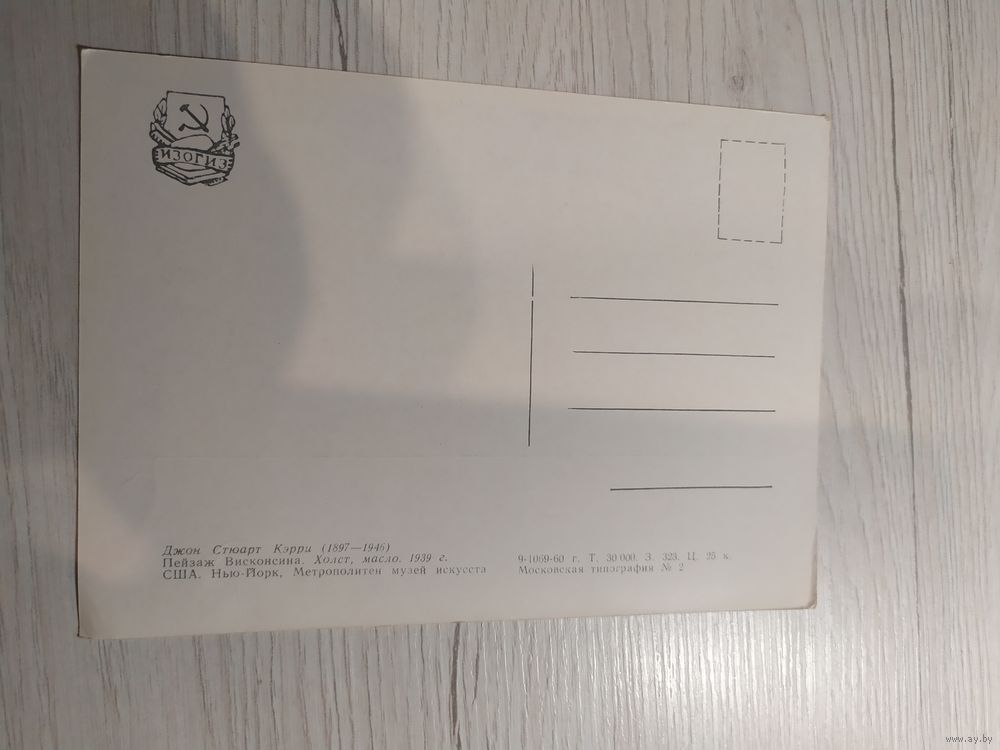 ИЗОГИЗ
Джон Стюарт Кэрри (1897—1946)
Пейзаж Висконсина. Холст, масло. 1939 г.
США. Нью-Йорк, Метрополитен музей искусств
9-1069-60 г. Т. 30 000. З. 323. Ц. 25 к.
Московская типография № 2
www.ay.by